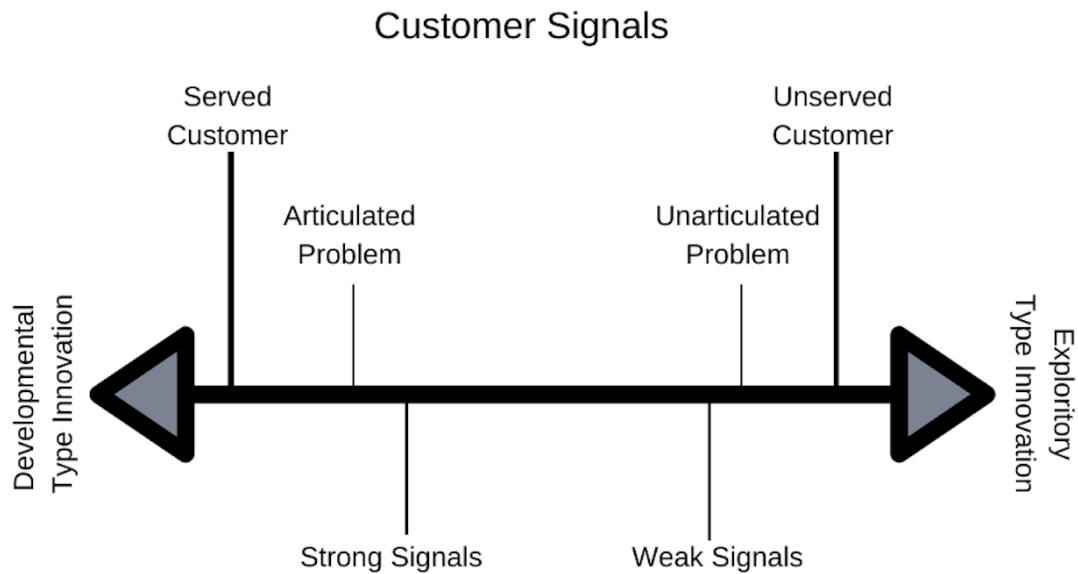 Customer Signals
Served
Customer
Unserved
Customer
Articulated
Problem
Unarticulated
Problem
Developmental
Type Innovation
Exploritory
Type Innovation
Strong Signals
Weak Signals